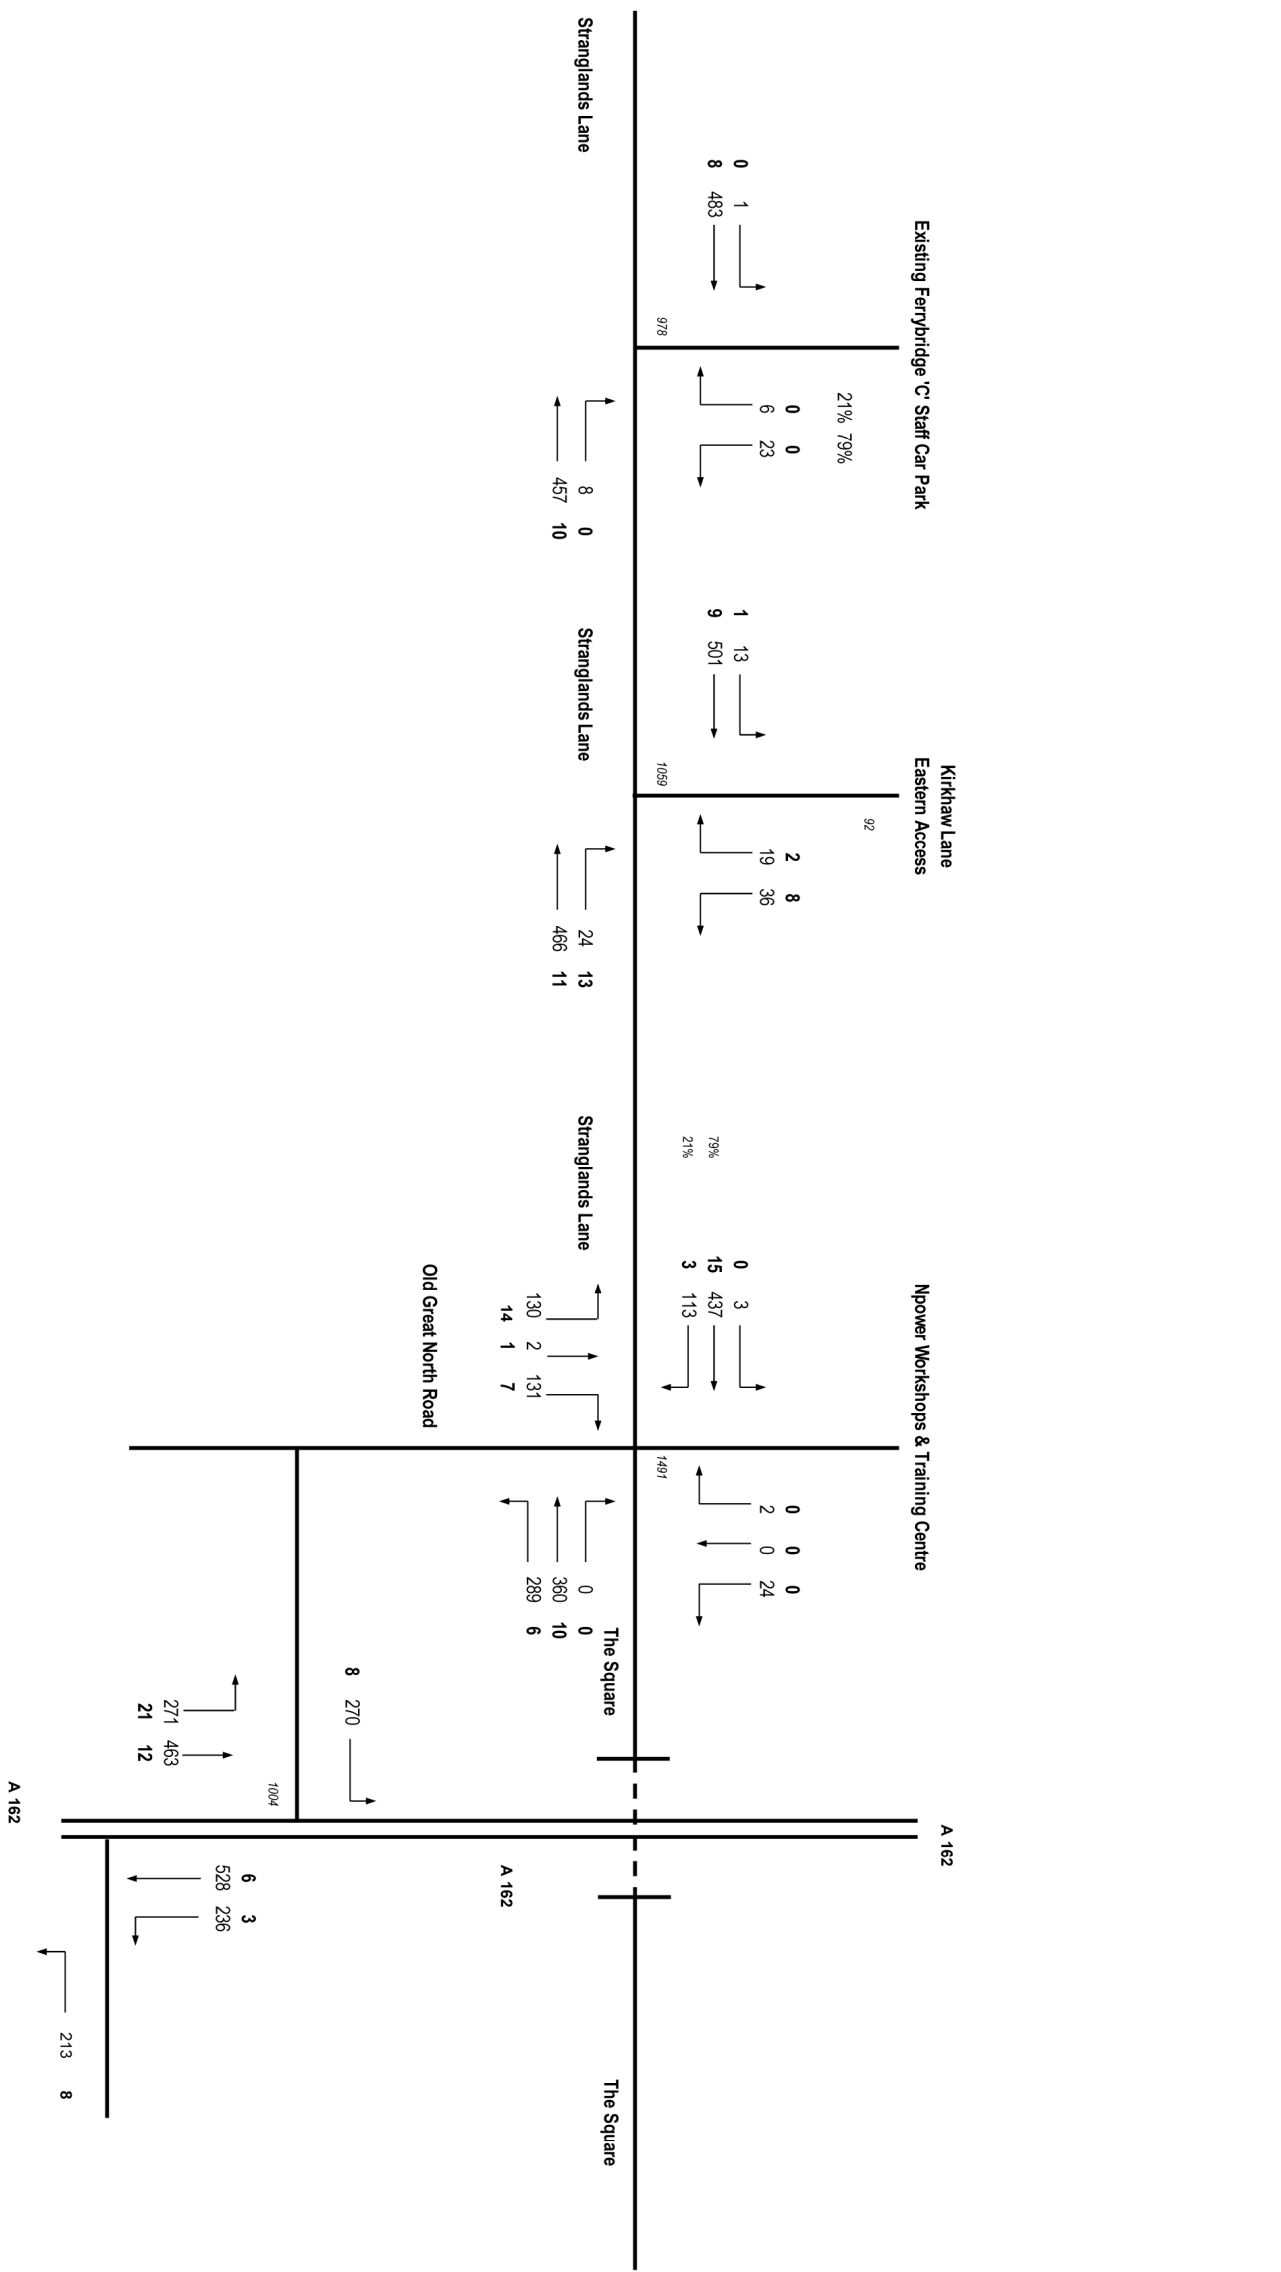 Existing Ferrybridge 'C' Staff Car Park
Kirkhaw Lane
Eastern Access
Npower Workshops & Training Centre
A 162
92
21% 79%
0 0
6 23
2 8
19 36
0 0 0
2 0 24
0 1
8 483
1 13
9 501
79%
21%
0 3
15 437
3 113
978
1059
1491
Stranglands Lane
Stranglands Lane
Stranglands Lane
The Square
The Square
8 0
457 10
24 13
466 11
130 2 131
14 1 7
0 0
360 10
289 6
Old Great North Road
A 162
8 270
1004
271 463
21 12
6 3
528 236
213 8
A 162